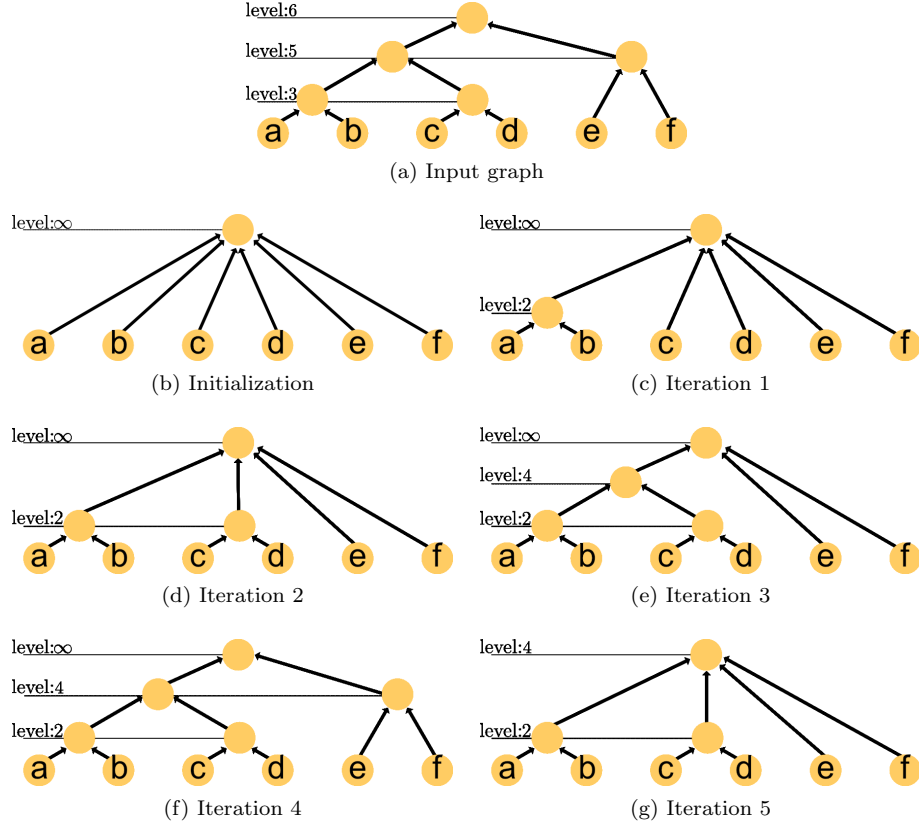 level:6
level:5
level:3
a b c d e f
(a) Input graph
level:∞
a b c d e f
(b) Initialization
level:∞
level:2
a b c d e f
(c) Iteration 1
level:∞
level:2
a b c d e f
(d) Iteration 2
level:∞
level:4
level:2
a b c d e f
(e) Iteration 3
level:∞
level:4
level:2
a b c d e f
(f) Iteration 4
level:4
level:2
a b c d e f
(g) Iteration 5